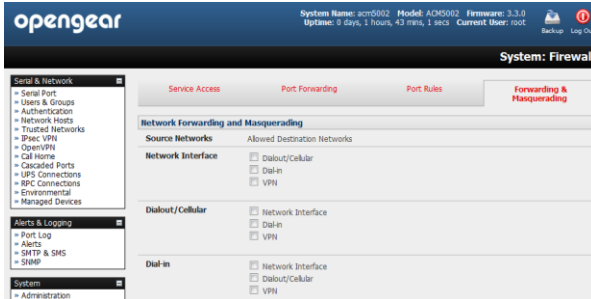 opengear
System Name: acm5002 Model: ACM5002 Firmware: 3.3.0
Uptime: 0 days, 1 hours, 43 mins, 1 secs Current User: root
Backup Log Ou
System: Firewal
Serial & Network
» Serial Port
» Users & Groups
» Authentication
» Network Hosts
» Trusted Networks
» IPsec VPN
» OpenVPN
» Call Home
» Cascaded Ports
» UPS Connections
» RPC Connections
» Environmental
» Managed Devices
Alerts & Logging
» Port Log
» Alerts
» SMTP & SMS
» SNMP
System
» Administration
Service Access Port Forwarding Port Rules Forwarding &
Masquerading
Network Forwarding and Masquerading
Source Networks Allowed Destination Networks
Network Interface Dialout/Cellular
Dial-in
VPN
Dialout/Cellular Network Interface
Dial-in
VPN
Dial-in Network Interface
Dialout/Cellular
VPN